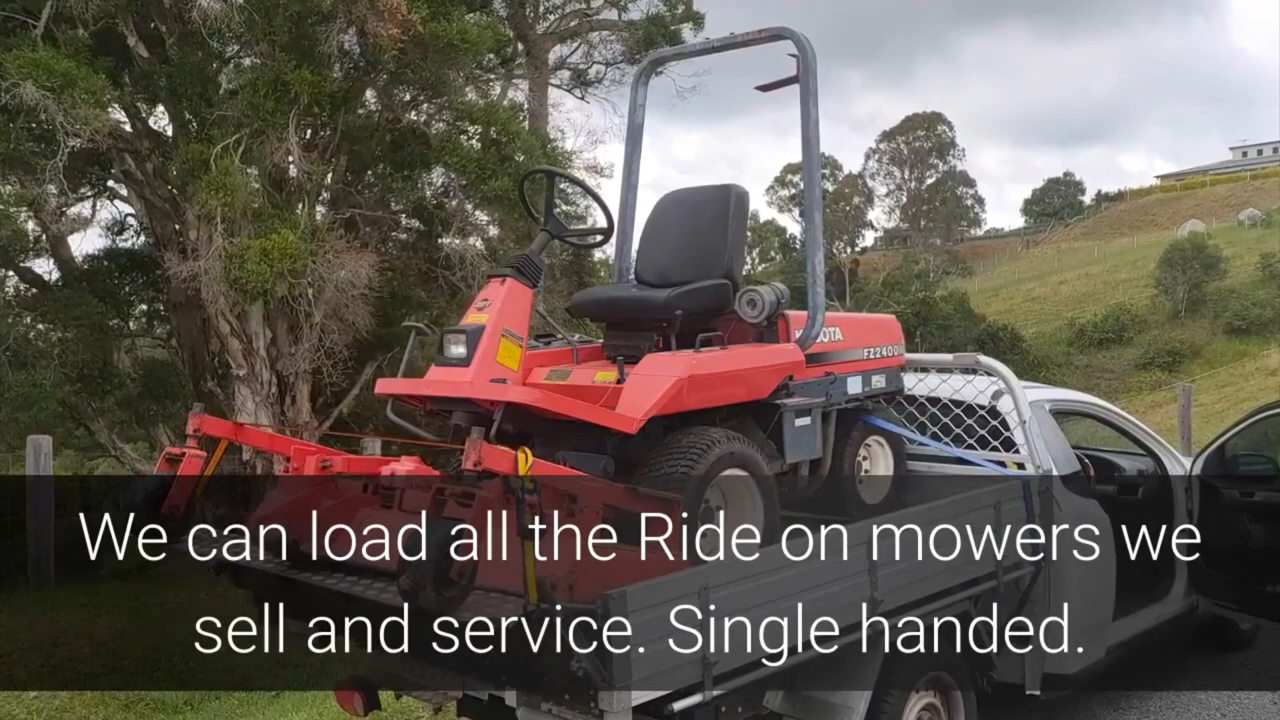 KUBOTA
FZ2400
We can load all the Ride on mowers we
sell and service. Single handed.